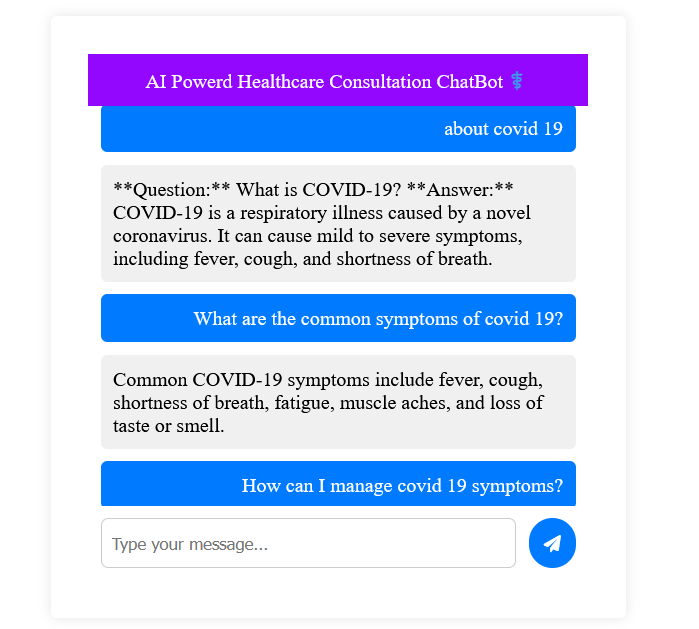 AI Powerd Healthcare Consultation ChatBot ⚕
about covid 19
**Question:** What is COVID-19? **Answer:**
COVID-19 is a respiratory illness caused by a novel
coronavirus. It can cause mild to severe symptoms,
including fever, cough, and shortness of breath.
What are the common symptoms of covid 19?
Common COVID-19 symptoms include fever, cough,
shortness of breath, fatigue, muscle aches, and loss of
taste or smell.
How can I manage covid 19 symptoms?
Type your message...